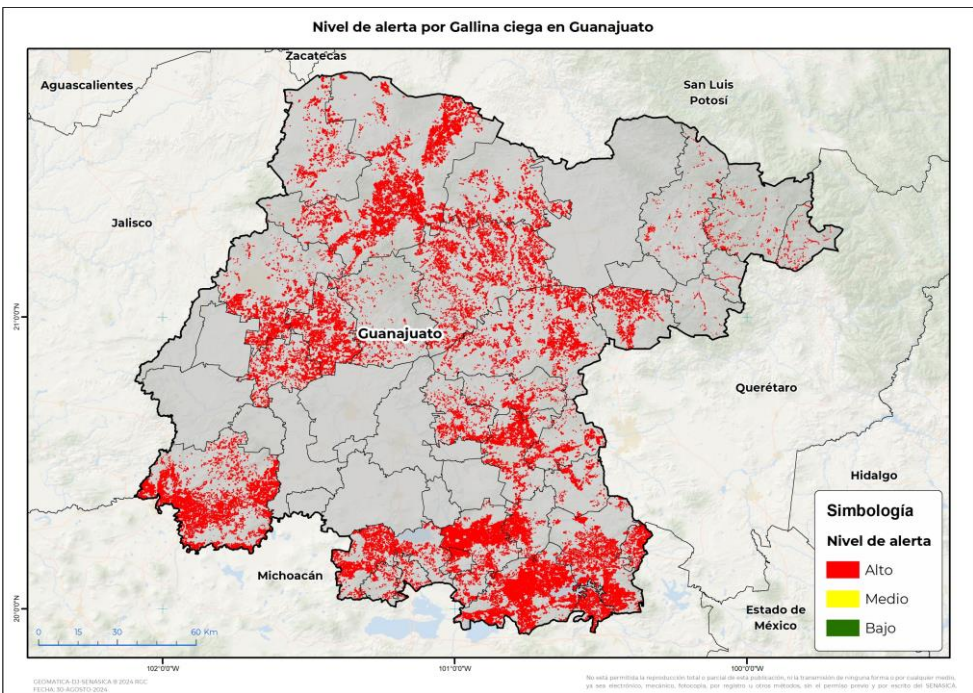 Nivel de alerta por Gallina ciega en Guanajuato
Zacatecas
Aguascalientes
San Luis
Potosí
Jalisco
21°0'0"N
Guanajuato
Querétaro
Hidalgo
Simbología
Nivel de alerta
Alto
Medio
Bajo
Michoacán
20°0'0"N
Estado de
México
0 15 30 60 Km
102°0'0"W 101°0'0"W 100°0'0"W
GEOMÁTICA-DJ-SENASICA © 2024 RGC
FECHA: 30-AGOSTO-2024
No está permitida la reproducción total o parcial de esta publicación, ni la transmisión de ninguna forma o por cualquier medio,
ya sea electrónico, mecánico, fotocopia, por registro u otros métodos, sin el permiso previo y por escrito del SENASICA.